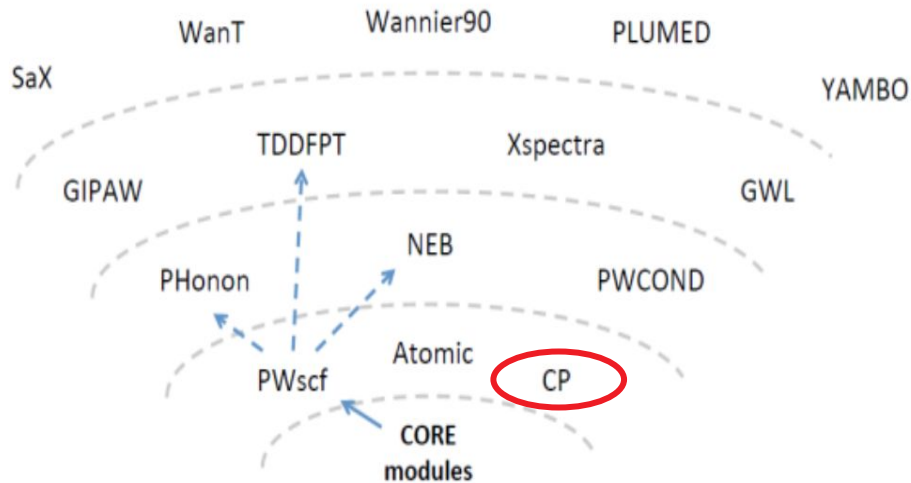 Wannier90
WanT
PLUMED
SaX
YAMBO
TDDFPT
Xspectra
GIPAW
GWL
NEB
PHonon
PWCOND
Atomic
PWscf
CP
CORE
modules